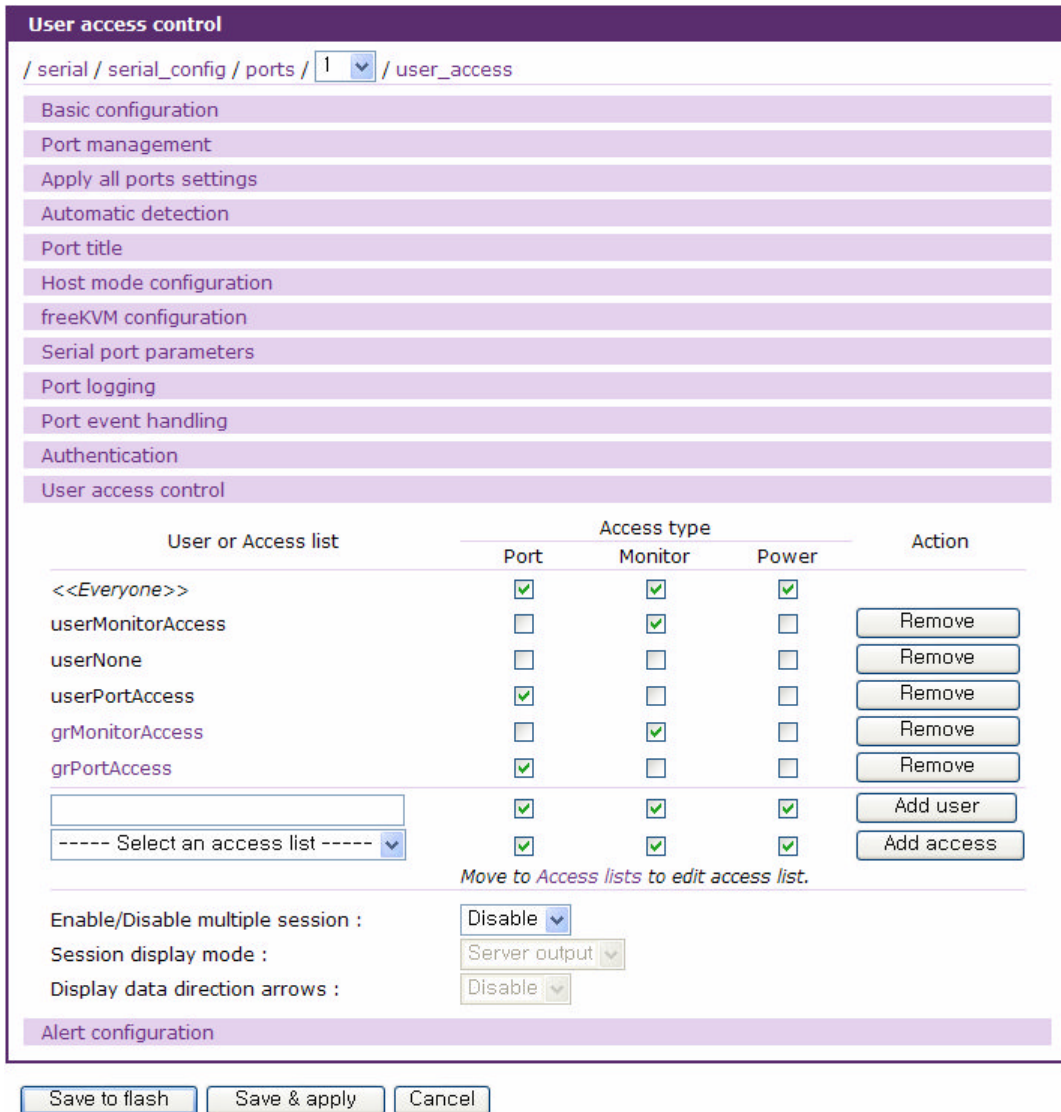 User access control
/ serial / serial_config / ports / 1 / user_access
Basic configuration
Port management
Apply all ports settings
Automatic detection
Port title
Host mode configuration
freeKVM configuration
Serial port parameters
Port logging
Port event handling
Authentication
User access control
User or Access list Access type Action
Port Monitor Power
<<Everyone>>
userMonitorAccess Remove
userNone Remove
userPortAccess Remove
grMonitorAccess Remove
grPortAccess Remove
Add user
----- Select an access list ----- Add access
Move to Access lists to edit access list.
Enable/Disable multiple session : Disable
Session display mode : Server output
Display data direction arrows : Disable
Alert configuration
Save to flash Save & apply Cancel